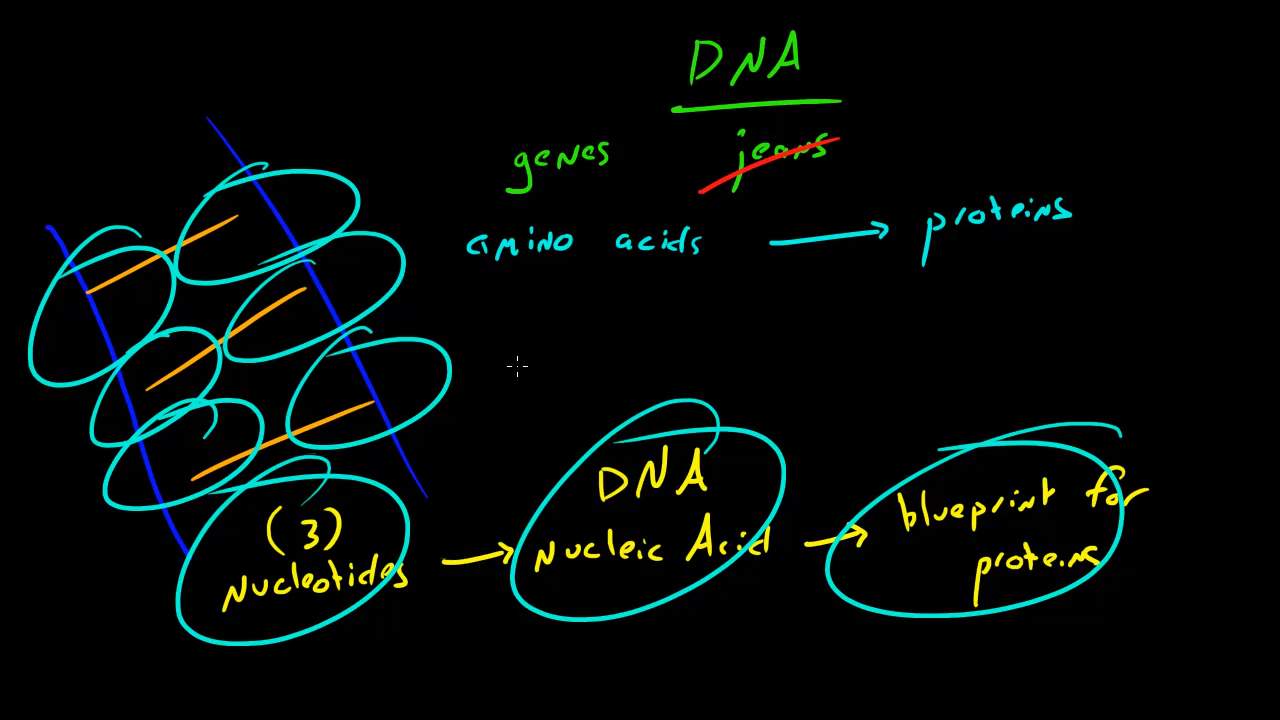 DNA
genes jeans
amino acids → proteins
(3)
Nucleotides → DNA
Nucleic Acid → blueprint for
proteins